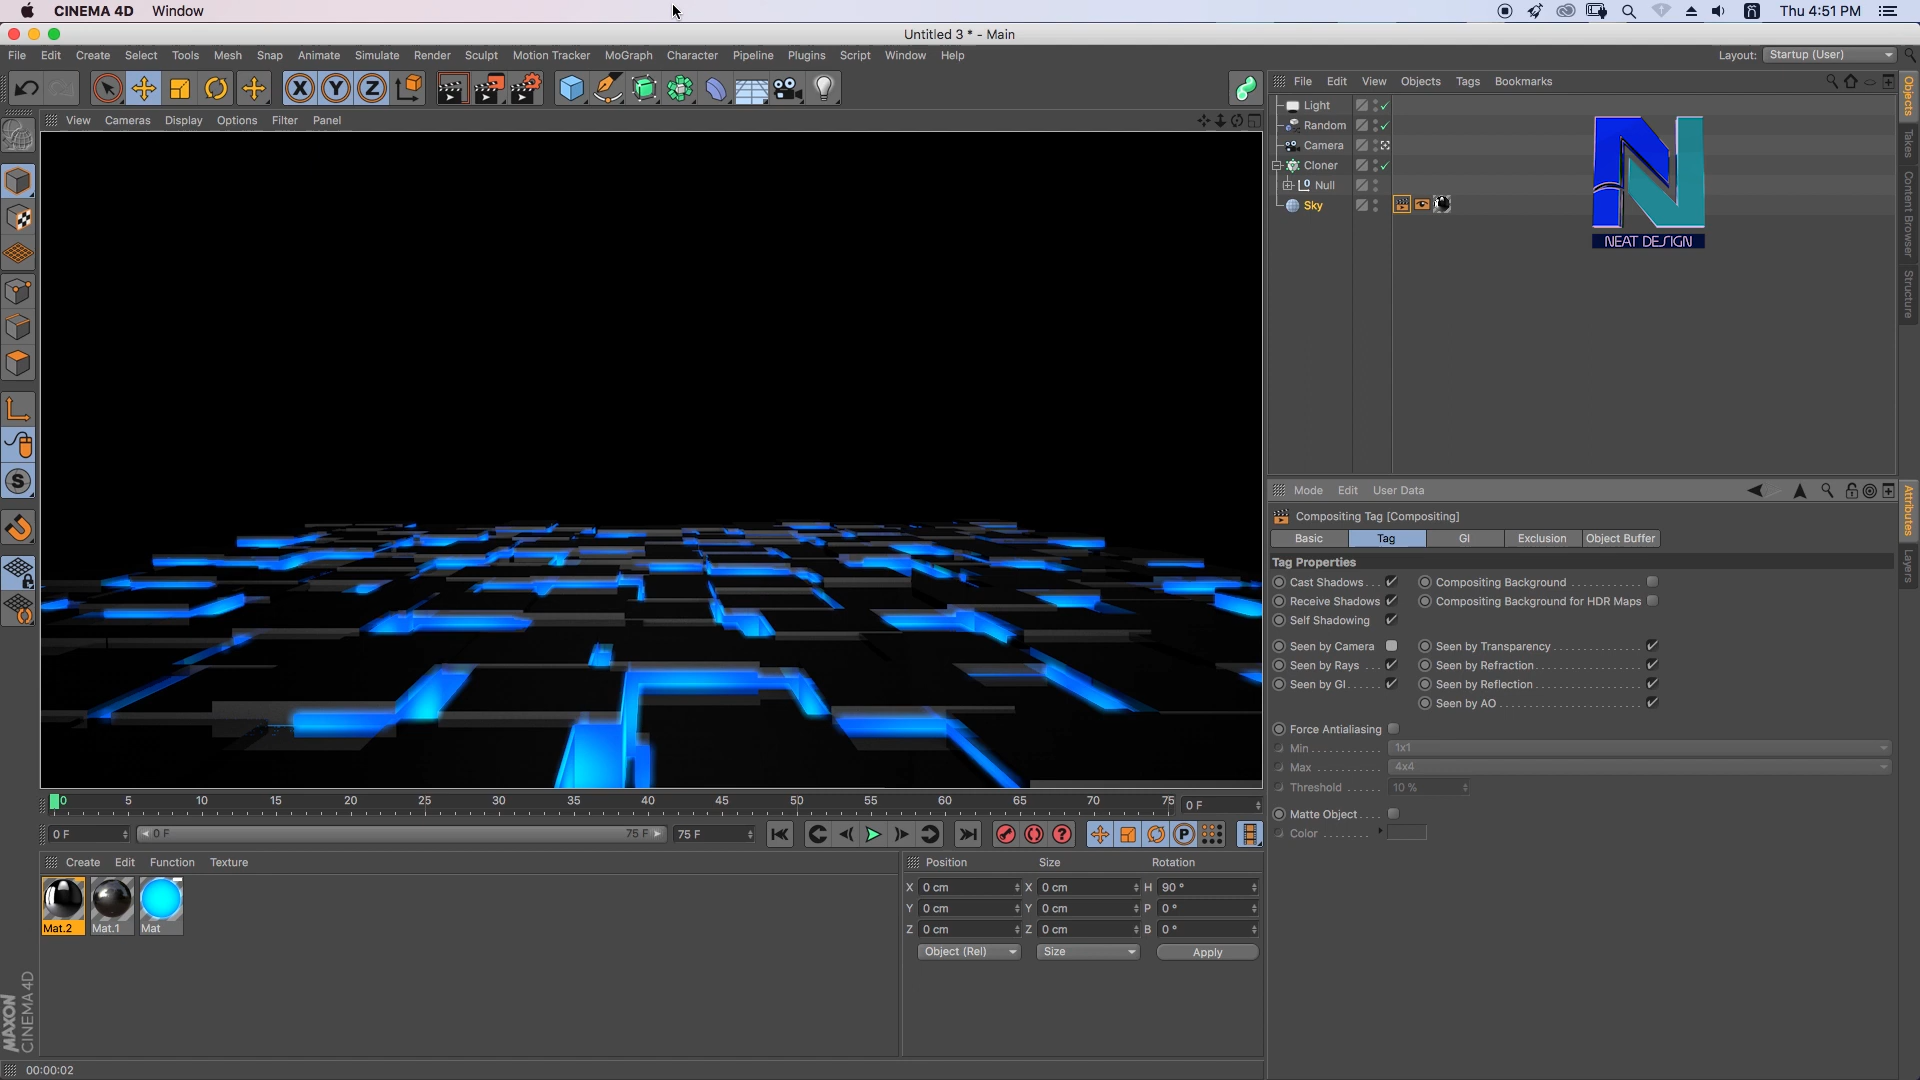 CINEMA 4D Window
Thu 4:51 PM
Untitled 3 * - Main
File Edit Create Select Tools Mesh Snap Animate Simulate Render Sculpt Motion Tracker MoGraph Character Pipeline Plugins Script Window Help
Layout: Startup (User)
X Y Z
File Edit View Objects Tags Bookmarks
View Cameras Display Options Filter Panel
Light
Random
Camera
Cloner
Null
Sky
N
NEAT DESIGN
Objects
Takes
Content Browser
Structure
Mode Edit User Data
Compositing Tag [Compositing]
Basic Tag GI Exclusion Object Buffer
Tag Properties
Cast Shadows . . . Compositing Background . . . . . . . . . . . .
Receive Shadows Compositing Background for HDR Maps
Self Shadowing
Seen by Camera Seen by Transparency . . . . . . . . . . . . . . .
Seen by Rays . . . Seen by Refraction . . . . . . . . . . . . . . . . . .
Seen by GI . . . . . . Seen by Reflection . . . . . . . . . . . . . . . . . .
Seen by AO . . . . . . . . . . . . . . . . . . . . . . . .
Force Antialiasing
Min . . . . . . . . . . . . 1x1
Max . . . . . . . . . . . 4x4
Threshold . . . . . . 10 %
Matte Object . . . .
Color . . . . . . . .
Attributes
Layers
0 5 10 15 20 25 30 35 40 45 50 55 60 65 70 75 0 F
0 F 0 F 75 F 75 F
Create Edit Function Texture
Mat.2 Mat.1 Mat
Position Size Rotation
X 0 cm X 0 cm H 90 °
Y 0 cm Y 0 cm P 0 °
Z 0 cm Z 0 cm B 0 °
Object (Rel) Size Apply
MAXON
CINEMA 4D
00:00:02